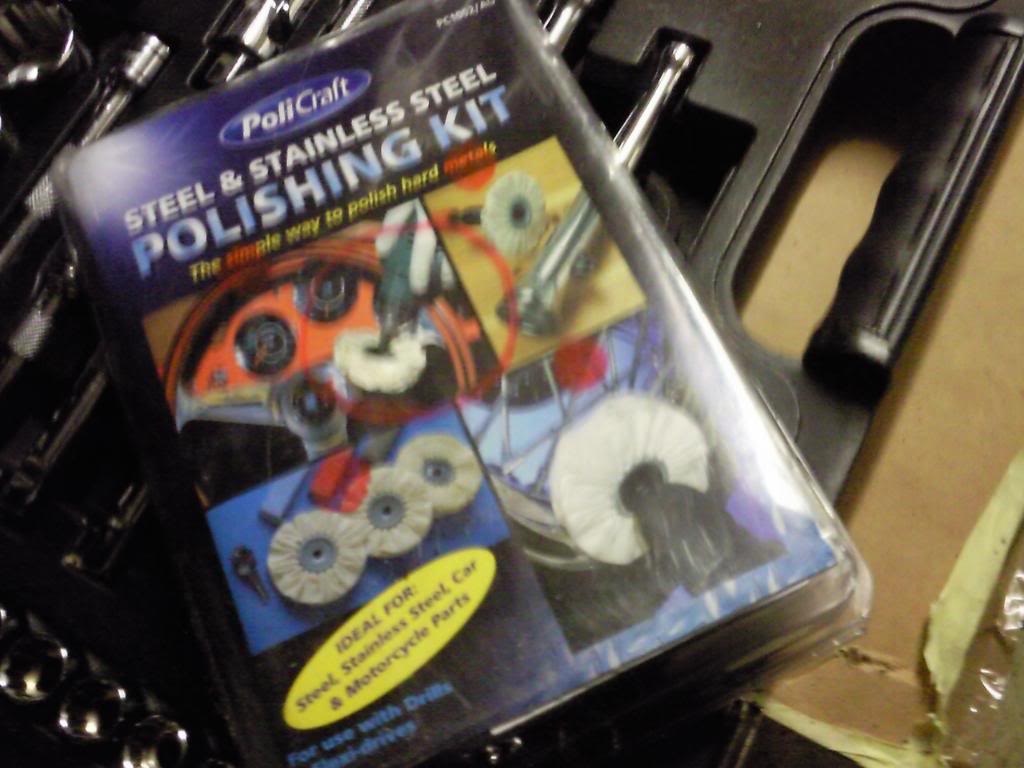 PoliCraft
STEEL & STAINLESS STEEL
POLISHING KIT
The simple way to polish hard metals
IDEAL FOR:
Steel, Stainless Steel, Car
& Motorcycle Parts
For use with Drills